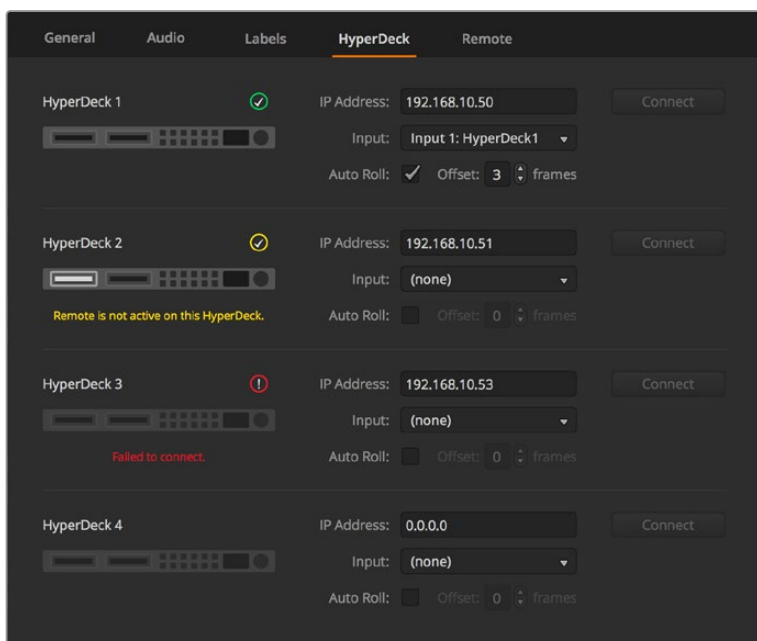 General Audio Labels HyperDeck Remote
HyperDeck 1 IP Address: 192.168.10.50 Connect
Input: Input 1: HyperDeck1
Auto Roll: Offset: 3 frames
HyperDeck 2 IP Address: 192.168.10.51 Connect
Input: (none)
Remote is not active on this HyperDeck. Auto Roll: Offset: 0 frames
HyperDeck 3 IP Address: 192.168.10.53 Connect
Input: (none)
Failed to connect. Auto Roll: Offset: 0 frames
HyperDeck 4 IP Address: 0.0.0.0 Connect
Input: (none)
Auto Roll: Offset: 0 frames